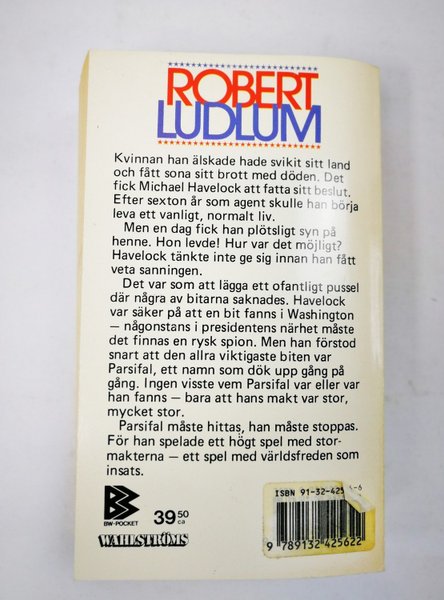 ROBERT
LUDLUM
Kvinnan han älskade hade svikit sitt land
och fått sona sitt brott med döden. Det
fick Michael Havelock att fatta sitt beslut.
Efter sexton år som agent skulle han börja
leva ett vanligt, normalt liv.
Men en dag fick han plötsligt syn på
henne. Hon levde! Hur var det möjligt?
Havelock tänkte inte ge sig innan han fått
veta sanningen.
Det var som att lägga ett ofantligt pussel
där några av bitarna saknades. Havelock
var säker på att en bit fanns i Washington
– någonstans i presidentens närhet måste
det finnas en rysk spion. Men han förstod
snart att den allra viktigaste biten var
Parsifal, ett namn som dök upp gång på
gång. Ingen visste vem Parsifal var eller var
han fanns – bara att hans makt var stor,
mycket stor.
Parsifal måste hittas, han måste stoppas.
För han spelade ett högt spel med stor-
makterna – ett spel med världsfreden som
insats.
BW-POCKET
39 50
ca
WAHLSTRÖMS
ISBN 91-32-425 -6
9 789132 425622